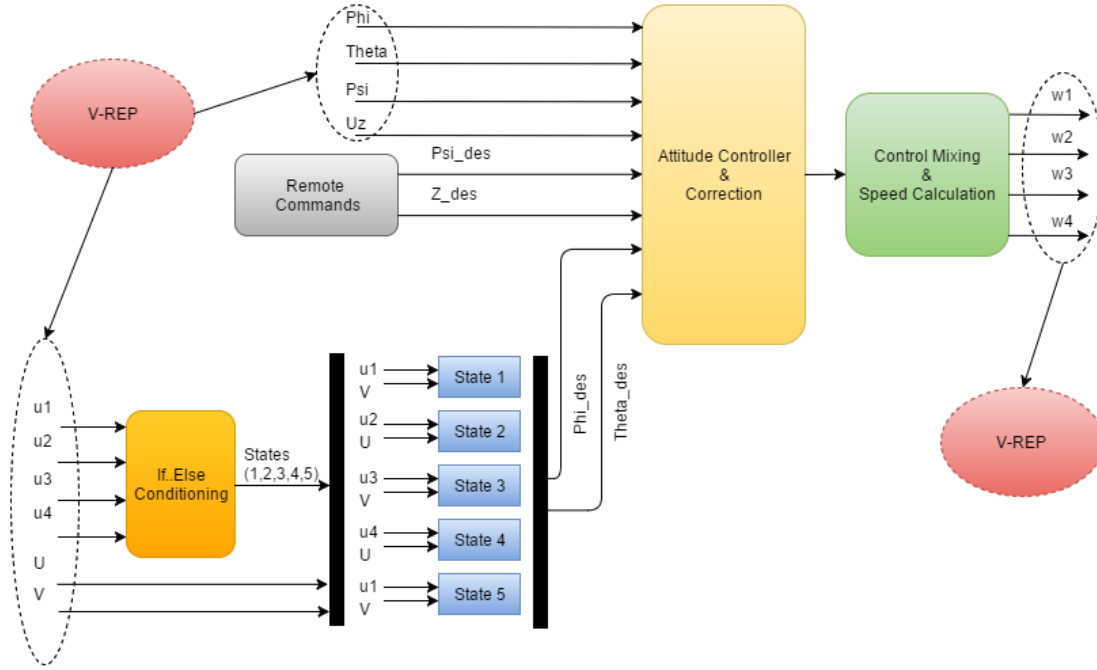 Phi
Theta
Psi
Uz
V-REP
Remote
Commands
Psi_des
Z_des
Attitude Controller
&
Correction
Control Mixing
&
Speed Calculation
w1
w2
w3
w4
V-REP
u1
u2
u3
u4
U
V
If..Else
Conditioning
States
(1,2,3,4,5)
u1
V
State 1
u2
U
State 2
u3
V
State 3
u4
U
State 4
u1
V
State 5
Phi_des
Theta_des